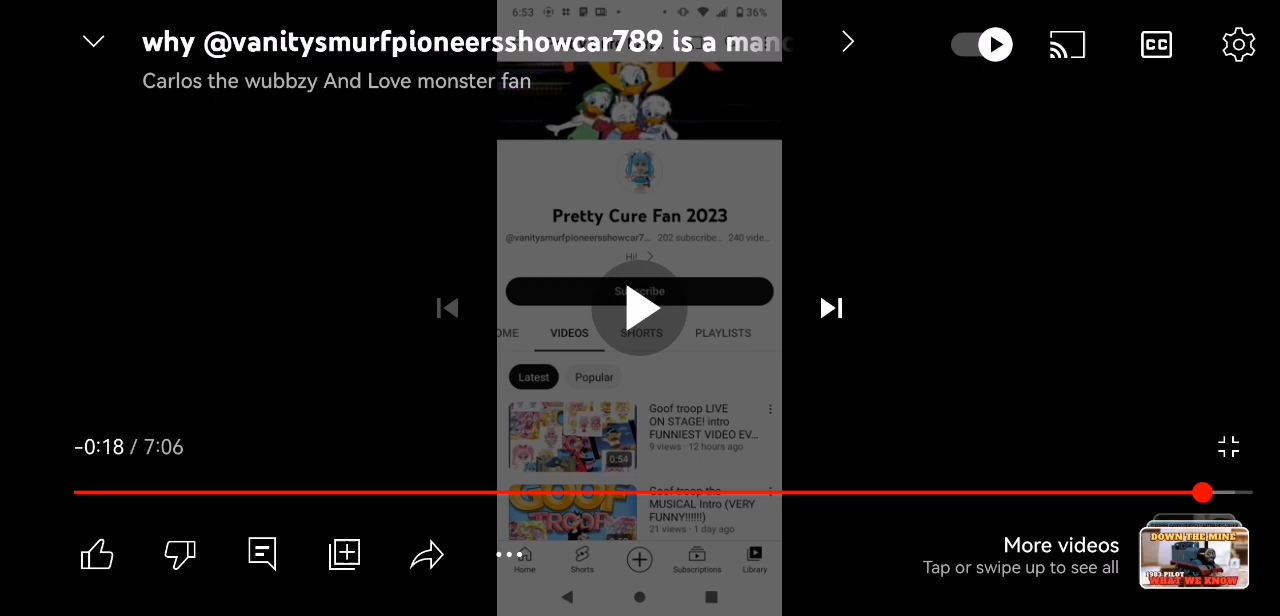 6:53
36%
why @vanitysmurfpioneersshowcar789 is a manc
Carlos the wubbzy And Love monster fan
CC
Pretty Cure Fan 2023
@vanitysmurfpioneersshowcar7... 202 subscribe... 240 vide...
Hi!
Subscribe
OME VIDEOS SHORTS PLAYLISTS
Latest Popular
Goof troop LIVE
ON STAGE! intro
FUNNIEST VIDEO EV...
9 views · 12 hours ago
0:54
-0:18 / 7:06
Goof troop the
MUSICAL Intro (VERY
FUNNY!!!!!!)
21 views · 1 day ago
GOOF
TROOP
Home Shorts Subscriptions Library
More videos
Tap or swipe up to see all
DOWN THE MINE
1983 PILOT
WHAT WE KNOW